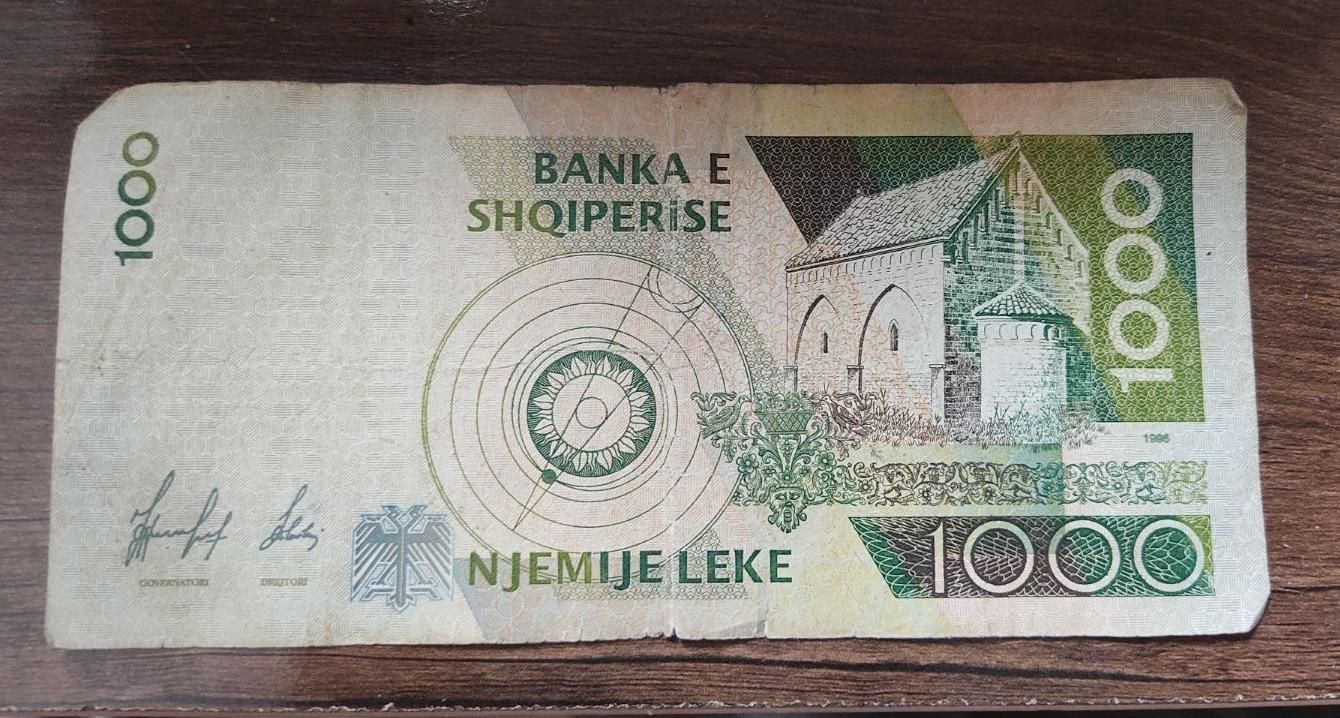 1000
BANKA E
SHQIPERiSE
1000
1996
GOVERNATORI
DREJTORI
NJEMIJE LEKE
1000